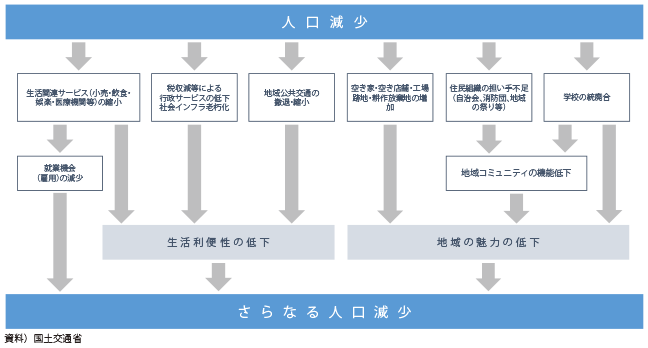 人口減少
生活関連サービス（小売・飲食・
娯楽・医療機関等）の縮小
税収減等による
行政サービスの低下
社会インフラ老朽化
地域公共交通の
撤退・縮小
空き家・空き店舗・工場
跡地・耕作放棄地の増
加
住民組織の担い手不足
（自治会、消防団、地域
の祭り等）
学校の統廃合
就業機会
（雇用）の減少
地域コミュニティの機能低下
生活利便性の低下
地域の魅力の低下
さらなる人口減少
資料）国土交通省